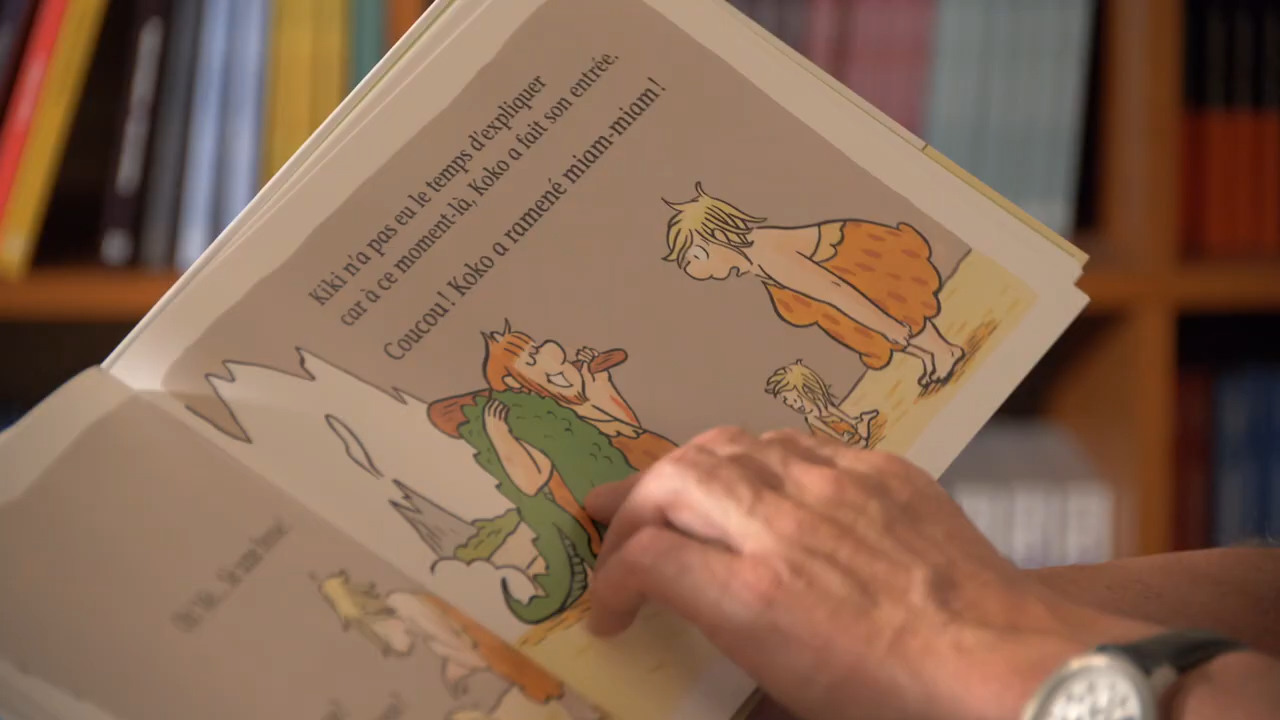 Kiki n'a pas eu le temps d'expliquer
car à ce moment-là, Koko a fait son entrée.
Coucou ! Koko a ramené miam-miam !